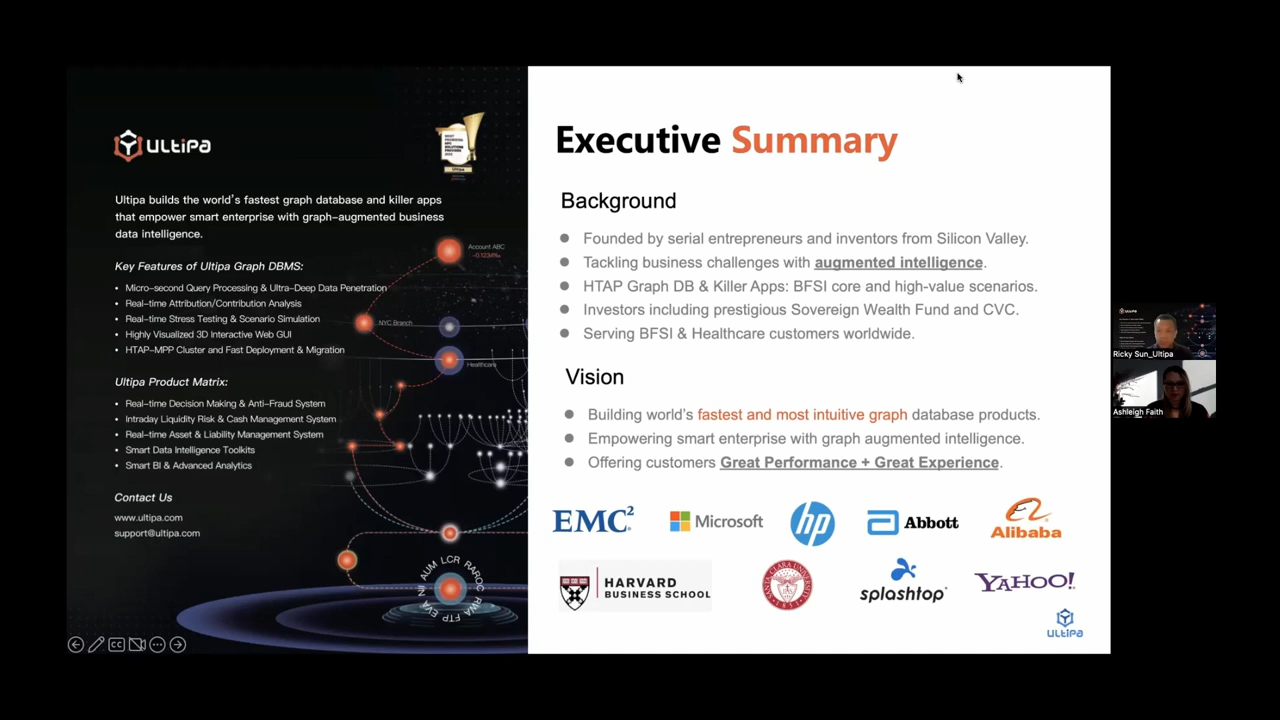 ULTIPA
Ultipa builds the world's fastest graph database and killer apps
that empower smart enterprise with graph-augmented business
data intelligence.
Key Features of Ultipa Graph DBMS:
• Micro-second Query Processing & Ultra-Deep Data Penetration
• Real-time Attribution/Contribution Analysis
• Real-time Stress Testing & Scenario Simulation
• Highly Visualized 3D Interactive Web GUI
• HTAP-MPP Cluster and Fast Deployment & Migration
Ultipa Product Matrix:
• Real-time Decision Making & Anti-Fraud System
• Intraday Liquidity Risk & Cash Management System
• Real-time Asset & Liability Management System
• Smart Data Intelligence Toolkits
• Smart BI & Advanced Analytics
Contact Us
www.ultipa.com
support@ultipa.com
Account ABC
NYC Branch
Healthcare
NII AUM LCR RAROC RWA FTP EVA
CC
Executive Summary
Background
● Founded by serial entrepreneurs and inventors from Silicon Valley.
● Tackling business challenges with augmented intelligence.
● HTAP Graph DB & Killer Apps: BFSI core and high-value scenarios.
● Investors including prestigious Sovereign Wealth Fund and CVC.
● Serving BFSI & Healthcare customers worldwide.
Vision
● Building world's fastest and most intuitive graph database products.
● Empowering smart enterprise with graph augmented intelligence.
● Offering customers Great Performance + Great Experience.
EMC² Microsoft hp Abbott Alibaba
HARVARD
BUSINESS SCHOOL
SANTA CLARA UNIVERSITY
1851
splashtop
YAHOO!
ULTIPA
Ricky Sun_Ultipa
Ashleigh Faith